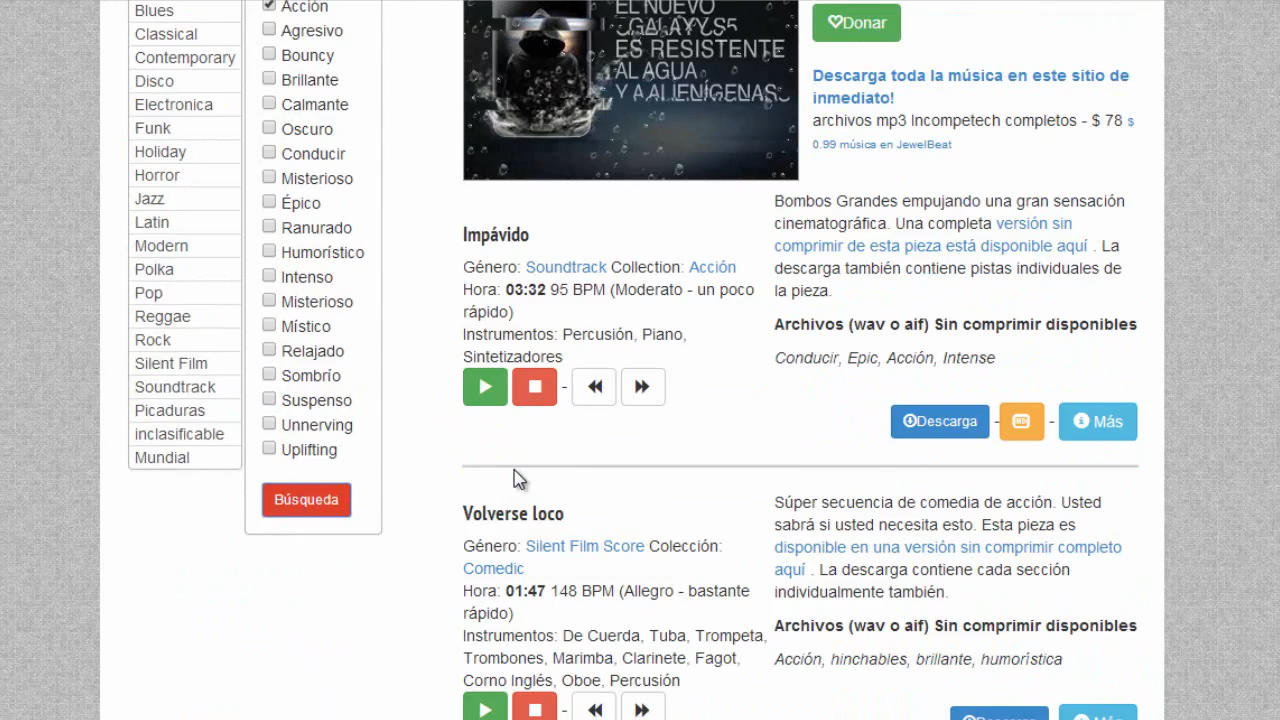 Blues
Classical
Contemporary
Disco
Electronica
Funk
Holiday
Horror
Jazz
Latin
Modern
Polka
Pop
Reggae
Rock
Silent Film
Soundtrack
Picaduras
inclasificable
Mundial
Acción
Agresivo
Bouncy
Brillante
Calmante
Oscuro
Conducir
Misterioso
Épico
Ranurado
Humorístico
Intenso
Misterioso
Místico
Relajado
Sombrío
Suspenso
Unnerving
Uplifting
Búsqueda
EL NUEVO
GALAXY S5
ES RESISTENTE
AL AGUA
Y A ALIENÍGENAS.
Donar
Descarga toda la música en este sitio de
inmediato!
archivos mp3 Incompetech completos - $ 78 $
0.99 música en JewelBeat
Impávido
Género: Soundtrack Collection: Acción
Hora: 03:32 95 BPM (Moderato - un poco
rápido)
Instrumentos: Percusión, Piano,
Sintetizadores
-
Bombos Grandes empujando una gran sensación
cinematográfica. Una completa versión sin
comprimir de esta pieza está disponible aquí . La
descarga también contiene pistas individuales de
la pieza.
Archivos (wav o aif) Sin comprimir disponibles
Conducir, Epic, Acción, Intense
Descarga - - Más
Volverse loco
Género: Silent Film Score Colección:
Comedic
Hora: 01:47 148 BPM (Allegro - bastante
rápido)
Instrumentos: De Cuerda, Tuba, Trompeta,
Trombones, Marimba, Clarinete, Fagot,
Corno Inglés, Oboe, Percusión
-
Súper secuencia de comedia de acción. Usted
sabrá si usted necesita esto. Esta pieza es
disponible en una versión sin comprimir completo
aquí . La descarga contiene cada sección
individualmente también.
Archivos (wav o aif) Sin comprimir disponibles
Acción, hinchables, brillante, humorística
Descarga - Más